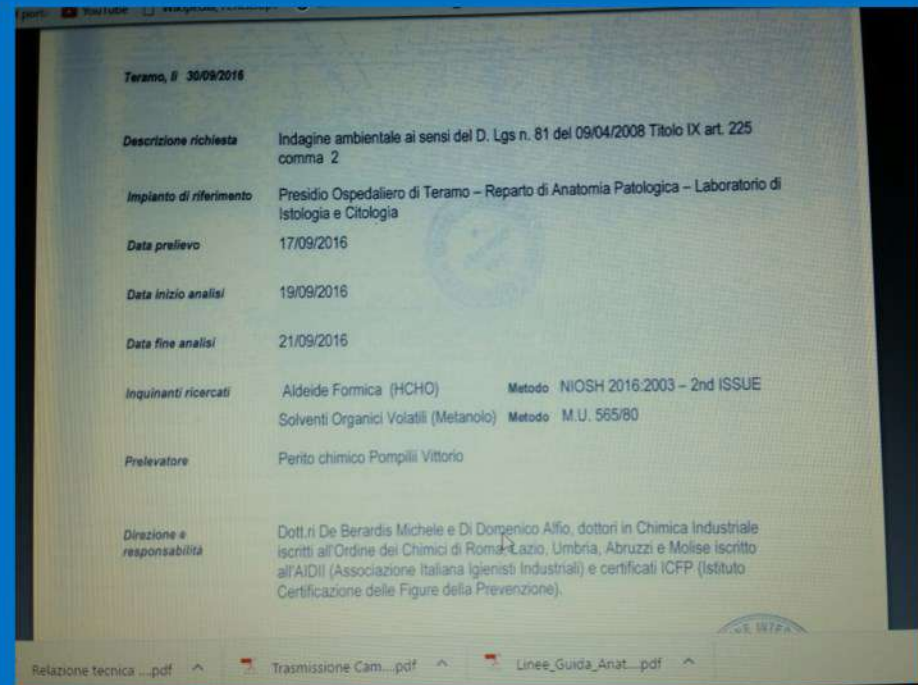 YouTube
Teramo, lì 30/09/2016
Descrizione richiesta Indagine ambientale ai sensi del D. Lgs n. 81 del 09/04/2008 Titolo IX art. 225
comma 2
Impianto di riferimento Presidio Ospedaliero di Teramo – Reparto di Anatomia Patologica – Laboratorio di
Istologia e Citologia
Data prelievo 17/09/2016
Data inizio analisi 19/09/2016
Data fine analisi 21/09/2016
Inquinanti ricercati Aldeide Formica (HCHO) Metodo NIOSH 2016:2003 – 2nd ISSUE
Solventi Organici Volatili (Metanolo) Metodo M.U. 565/80
Prelevatore Perito chimico Pompilii Vittorio
Direzione e
responsabilità
Dott.ri De Berardis Michele e Di Domenico Alfio, dottori in Chimica Industriale
iscritti all'Ordine dei Chimici di Roma Lazio, Umbria, Abruzzi e Molise iscritto
all'AIDII (Associazione Italiana Igienisti Industriali) e certificati ICFP (Istituto
Certificazione delle Figure della Prevenzione).
Relazione tecnica ....pdf Trasmissione Cam....pdf Linee_Guida_Anat....pdf